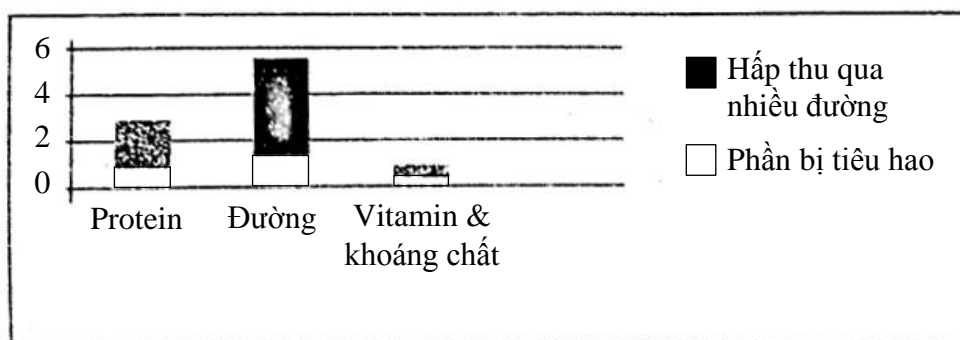 6
4
2
0
Protein
Đường
Vitamin &
khoáng chất
Hấp thu qua
nhiều đường
Phần bị tiêu hao